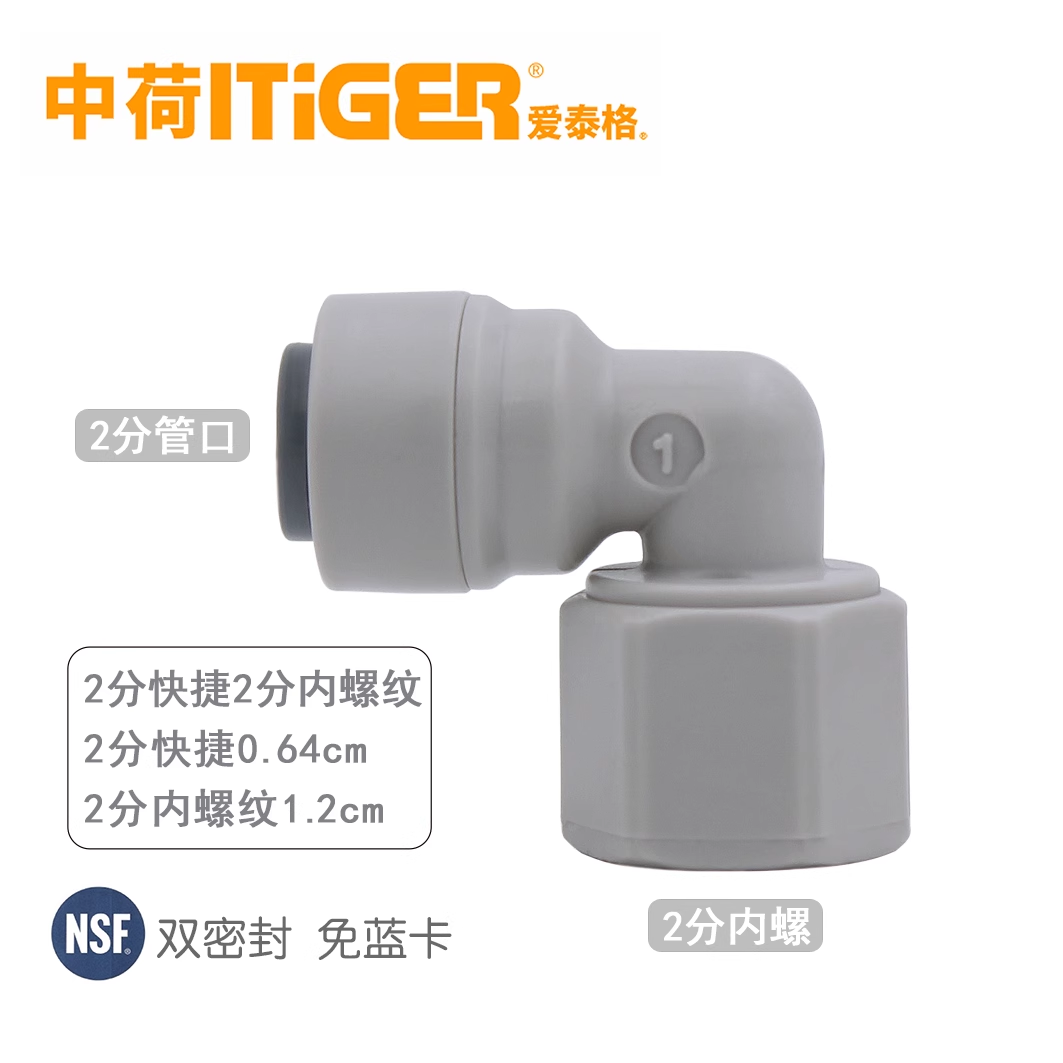 中荷ITiGER®爱泰格®
2分管口
1
2分快捷2分内螺纹
2分快捷0.64cm
2分内螺纹1.2cm
NSF® 双密封 免蓝卡
2分内螺